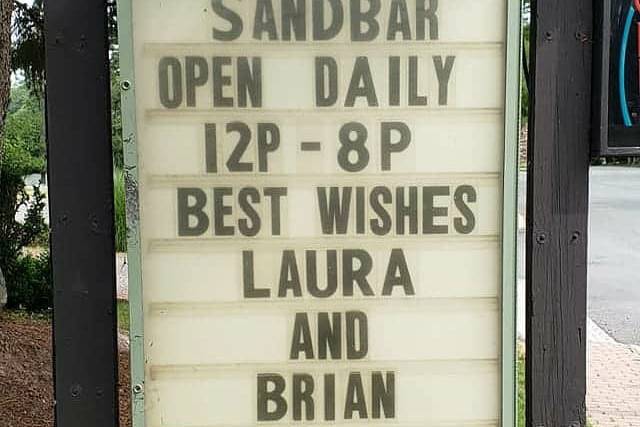 SANDBAR
OPEN DAILY
12P - 8P
BEST WISHES
LAURA
AND
BRIAN